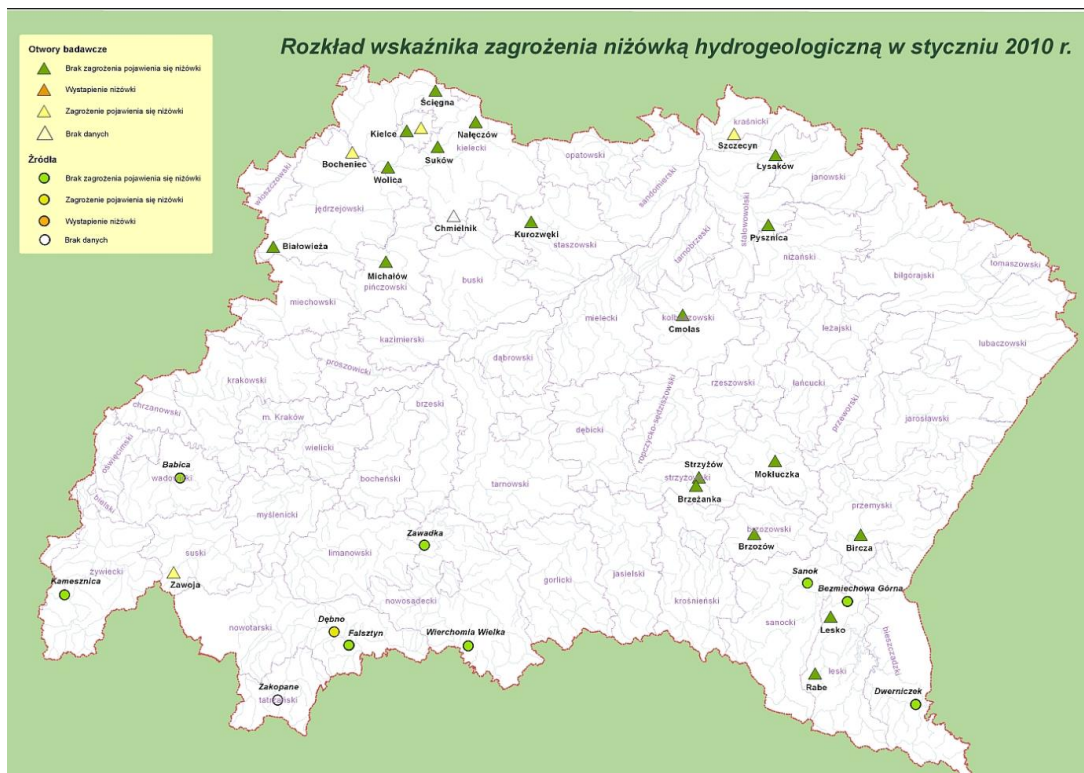 Rozkład wskaźnika zagrożenia niżówką hydrogeologiczną w styczniu 2010 r.
Otwory badawcze
Brak zagrożenia pojawienia się niżówki
Wystąpienie niżówki
Zagrożenie pojawienia się niżówki
Brak danych
Źródła
Brak zagrożenia pojawienia się niżówki
Zagrożenie pojawienia się niżówki
Wystąpienie niżówki
Brak danych
Ścięgna
Kielce
Nałęczów
kielecki
Suków
Bocheniec
Wolica
kraśnicki
Szczecyn
Łysaków
janowski
opatowski
sandomierski
włoszczowski
jędrzejowski
Chmielnik
Kurozwęki
staszowski
tarnobrzeski
stalowowolski
Pysznica
niżański
biłgorajski
tomaszowski
Białowieża
Michałów
pińczowski
buski
miechowski
mielecki
Cmolas
leżajski
lubaczowski
kazimierski
proszowicki
dąbrowski
krakowski
chrzanowski
m. Kraków
brzeski
ropczycko-sędziszowski
rzeszowski
łańcucki
przeworski
jarosławski
oświęcimski
wielicki
dębicki
Babica
bielski
bocheński
tarnowski
Strzyżów
Brzeżanka
Mokłuczka
myślenicki
przemyski
Zawadka
Brzozów
Bircza
suski
limanowski
żywiecki
Kamesznica
Zawoja
gorlicki
jasielski
Sanok
Bezmiechowa Górna
krośnieński
nowosądecki
nowotarski
Dębno
Falsztyn
Wierchomla Wielka
sanocki
Lesko
bieszczadzki
Zakopane
tatrzański
leski
Rabe
Dwerniczek